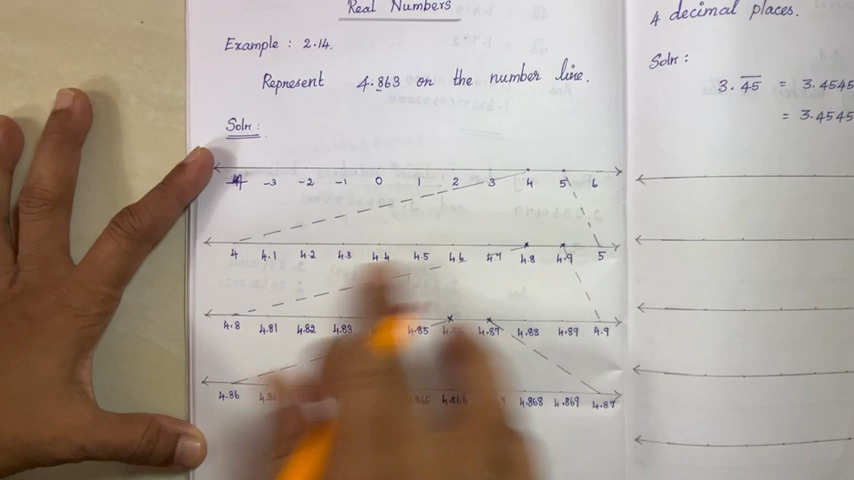 Real Numbers
Example : 2.14.
Represent 4.863 on the number line.
Soln :
-3 -2 -1 0 1 2 3 4 5 6
4 4.1 4.2 4.3 4.4 4.5 4.6 4.7 4.8 4.9 5
4.8 4.81 4.82 4.83 4.85 4.87 4.88 4.89 4.9
4.86 4.865 4.866 4.868 4.869 4.87
4 decimal places.
Soln :
3.4̅5̅ = 3.4545
= 3.4545